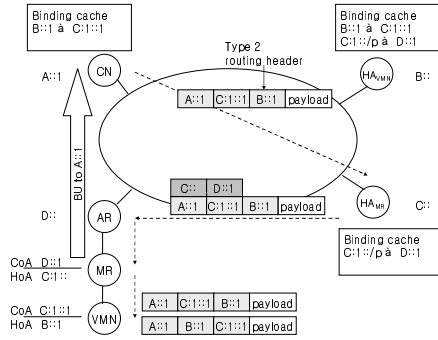 Binding cache
B::1 à C:1::1
Binding cache
B::1 à C:1::1
C:1::/p à D::1
Type 2
routing header
A::1
CN
HAVMN
B::
A::1 C:1::1 B::1 payload
BU to A::1
C:: D::1
A::1 C:1::1 B::1 payload
HAMR
C::
D::
AR
Binding cache
C:1::/p à D::1
CoA D::1
HoA C:1::
MR
CoA C:1::1
HoA B::1
VMN
A::1 C:1::1 B::1 payload
A::1 B::1 C:1::1 payload